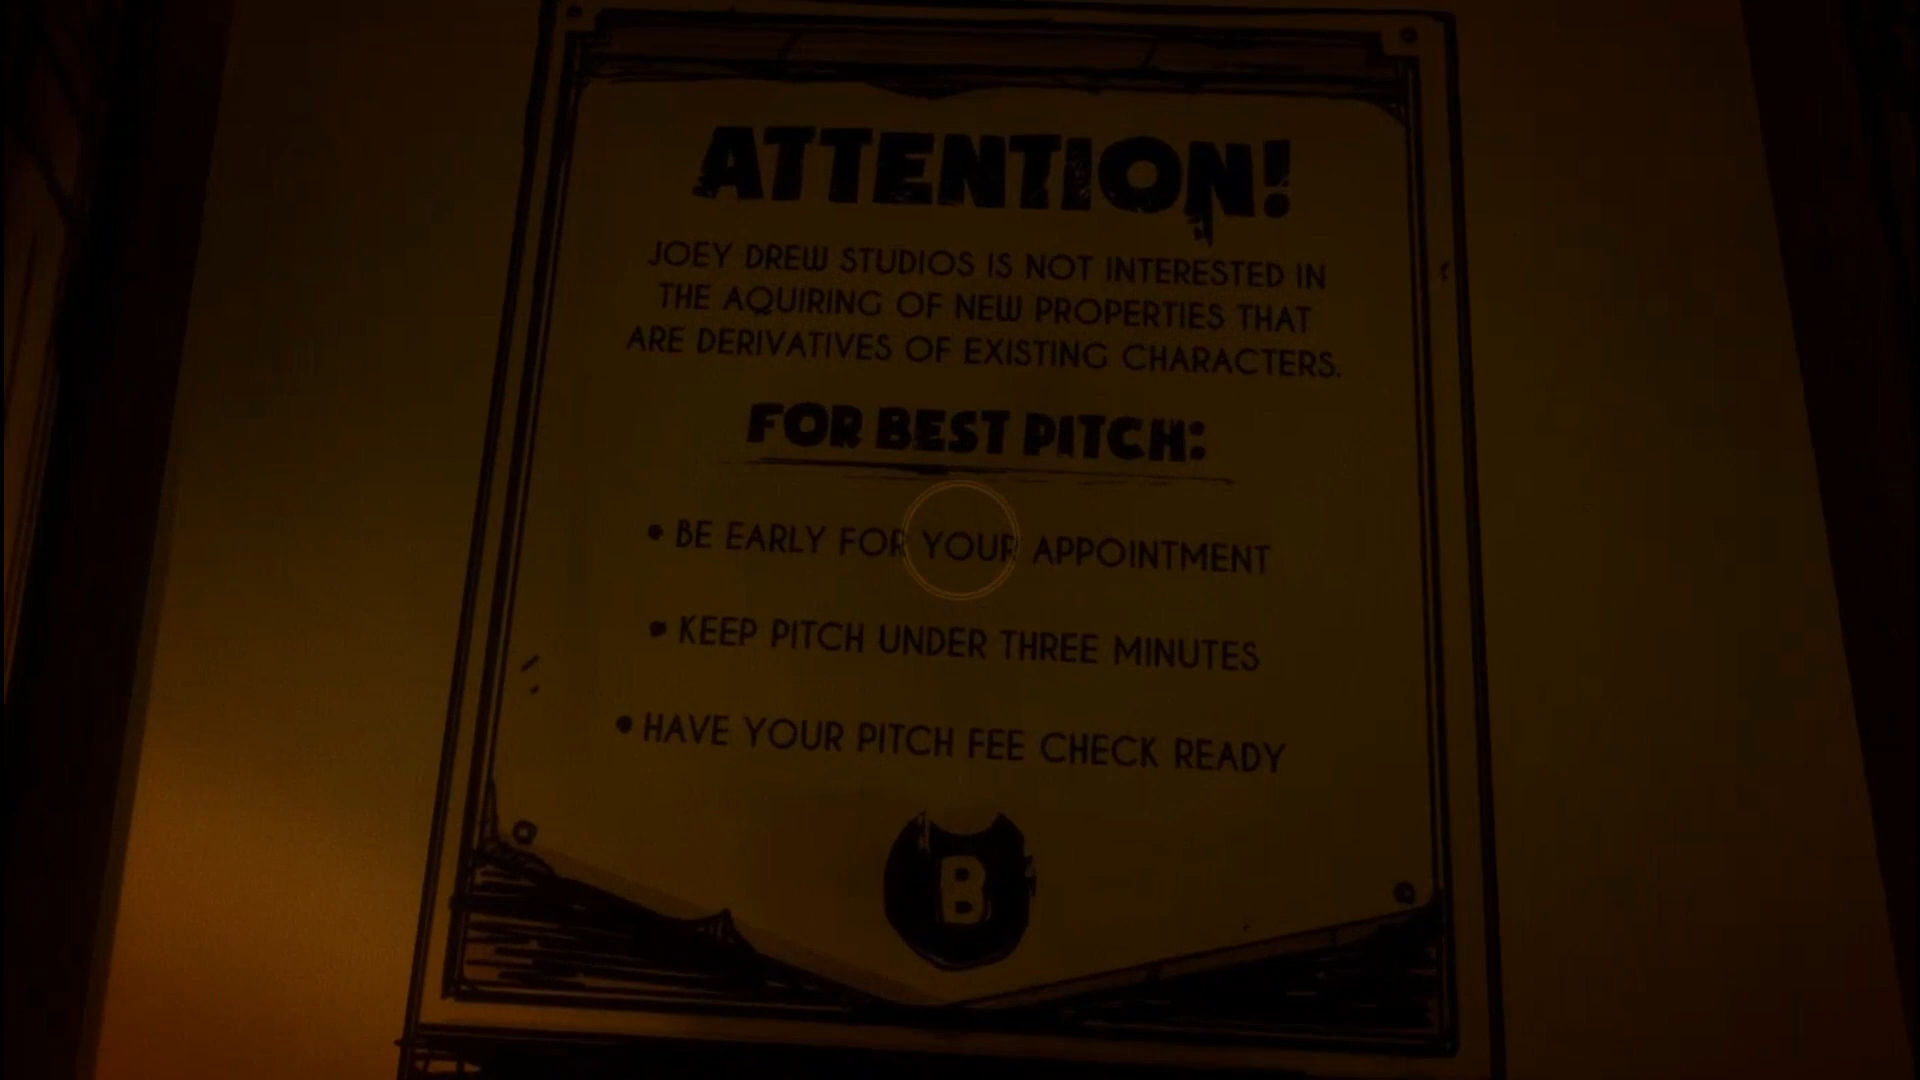 ATTENTION!
JOEY DREW STUDIOS IS NOT INTERESTED IN
THE AQUIRING OF NEW PROPERTIES THAT
ARE DERIVATIVES OF EXISTING CHARACTERS.
FOR BEST PITCH:
• BE EARLY FOR YOUR APPOINTMENT
• KEEP PITCH UNDER THREE MINUTES
• HAVE YOUR PITCH FEE CHECK READY
B